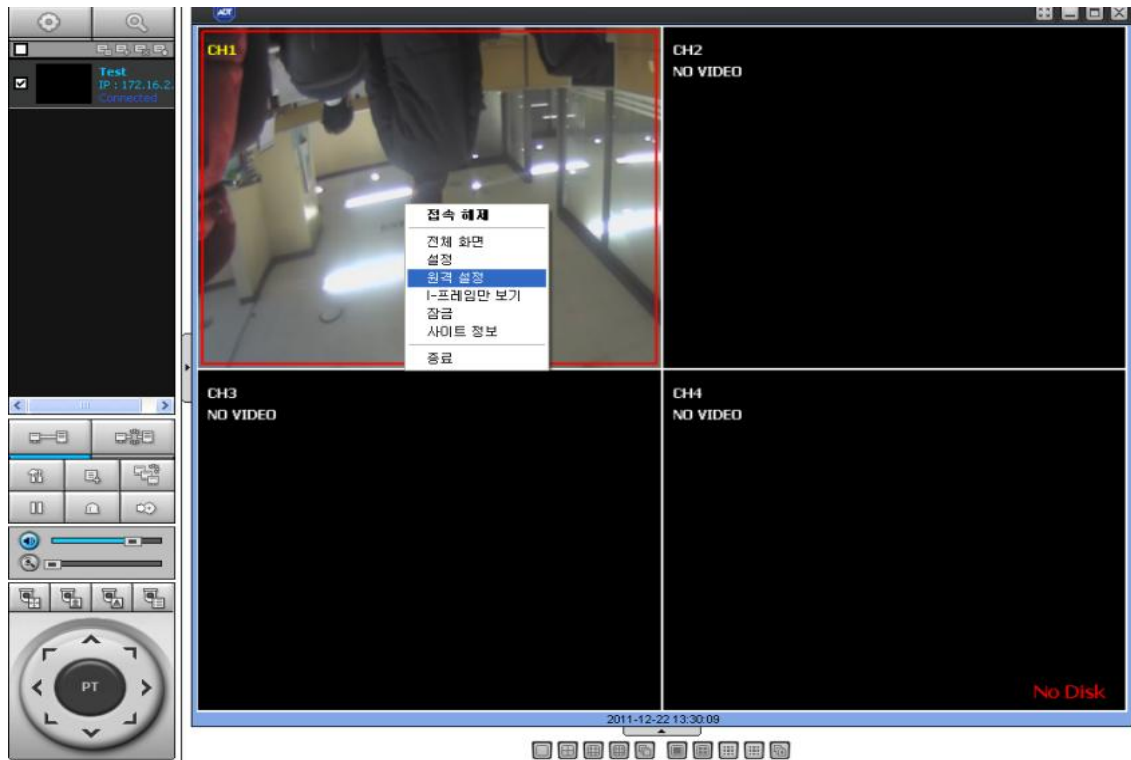 ADT
Test
IP : 172.16.2.
Connected
CH1
CH2
NO VIDEO
접속 해제
전체 화면
설정
원격 설정
I-프레임만 보기
잠금
사이트 정보
종료
CH3
NO VIDEO
CH4
NO VIDEO
PT
No Disk
2011-12-22 13:30:09